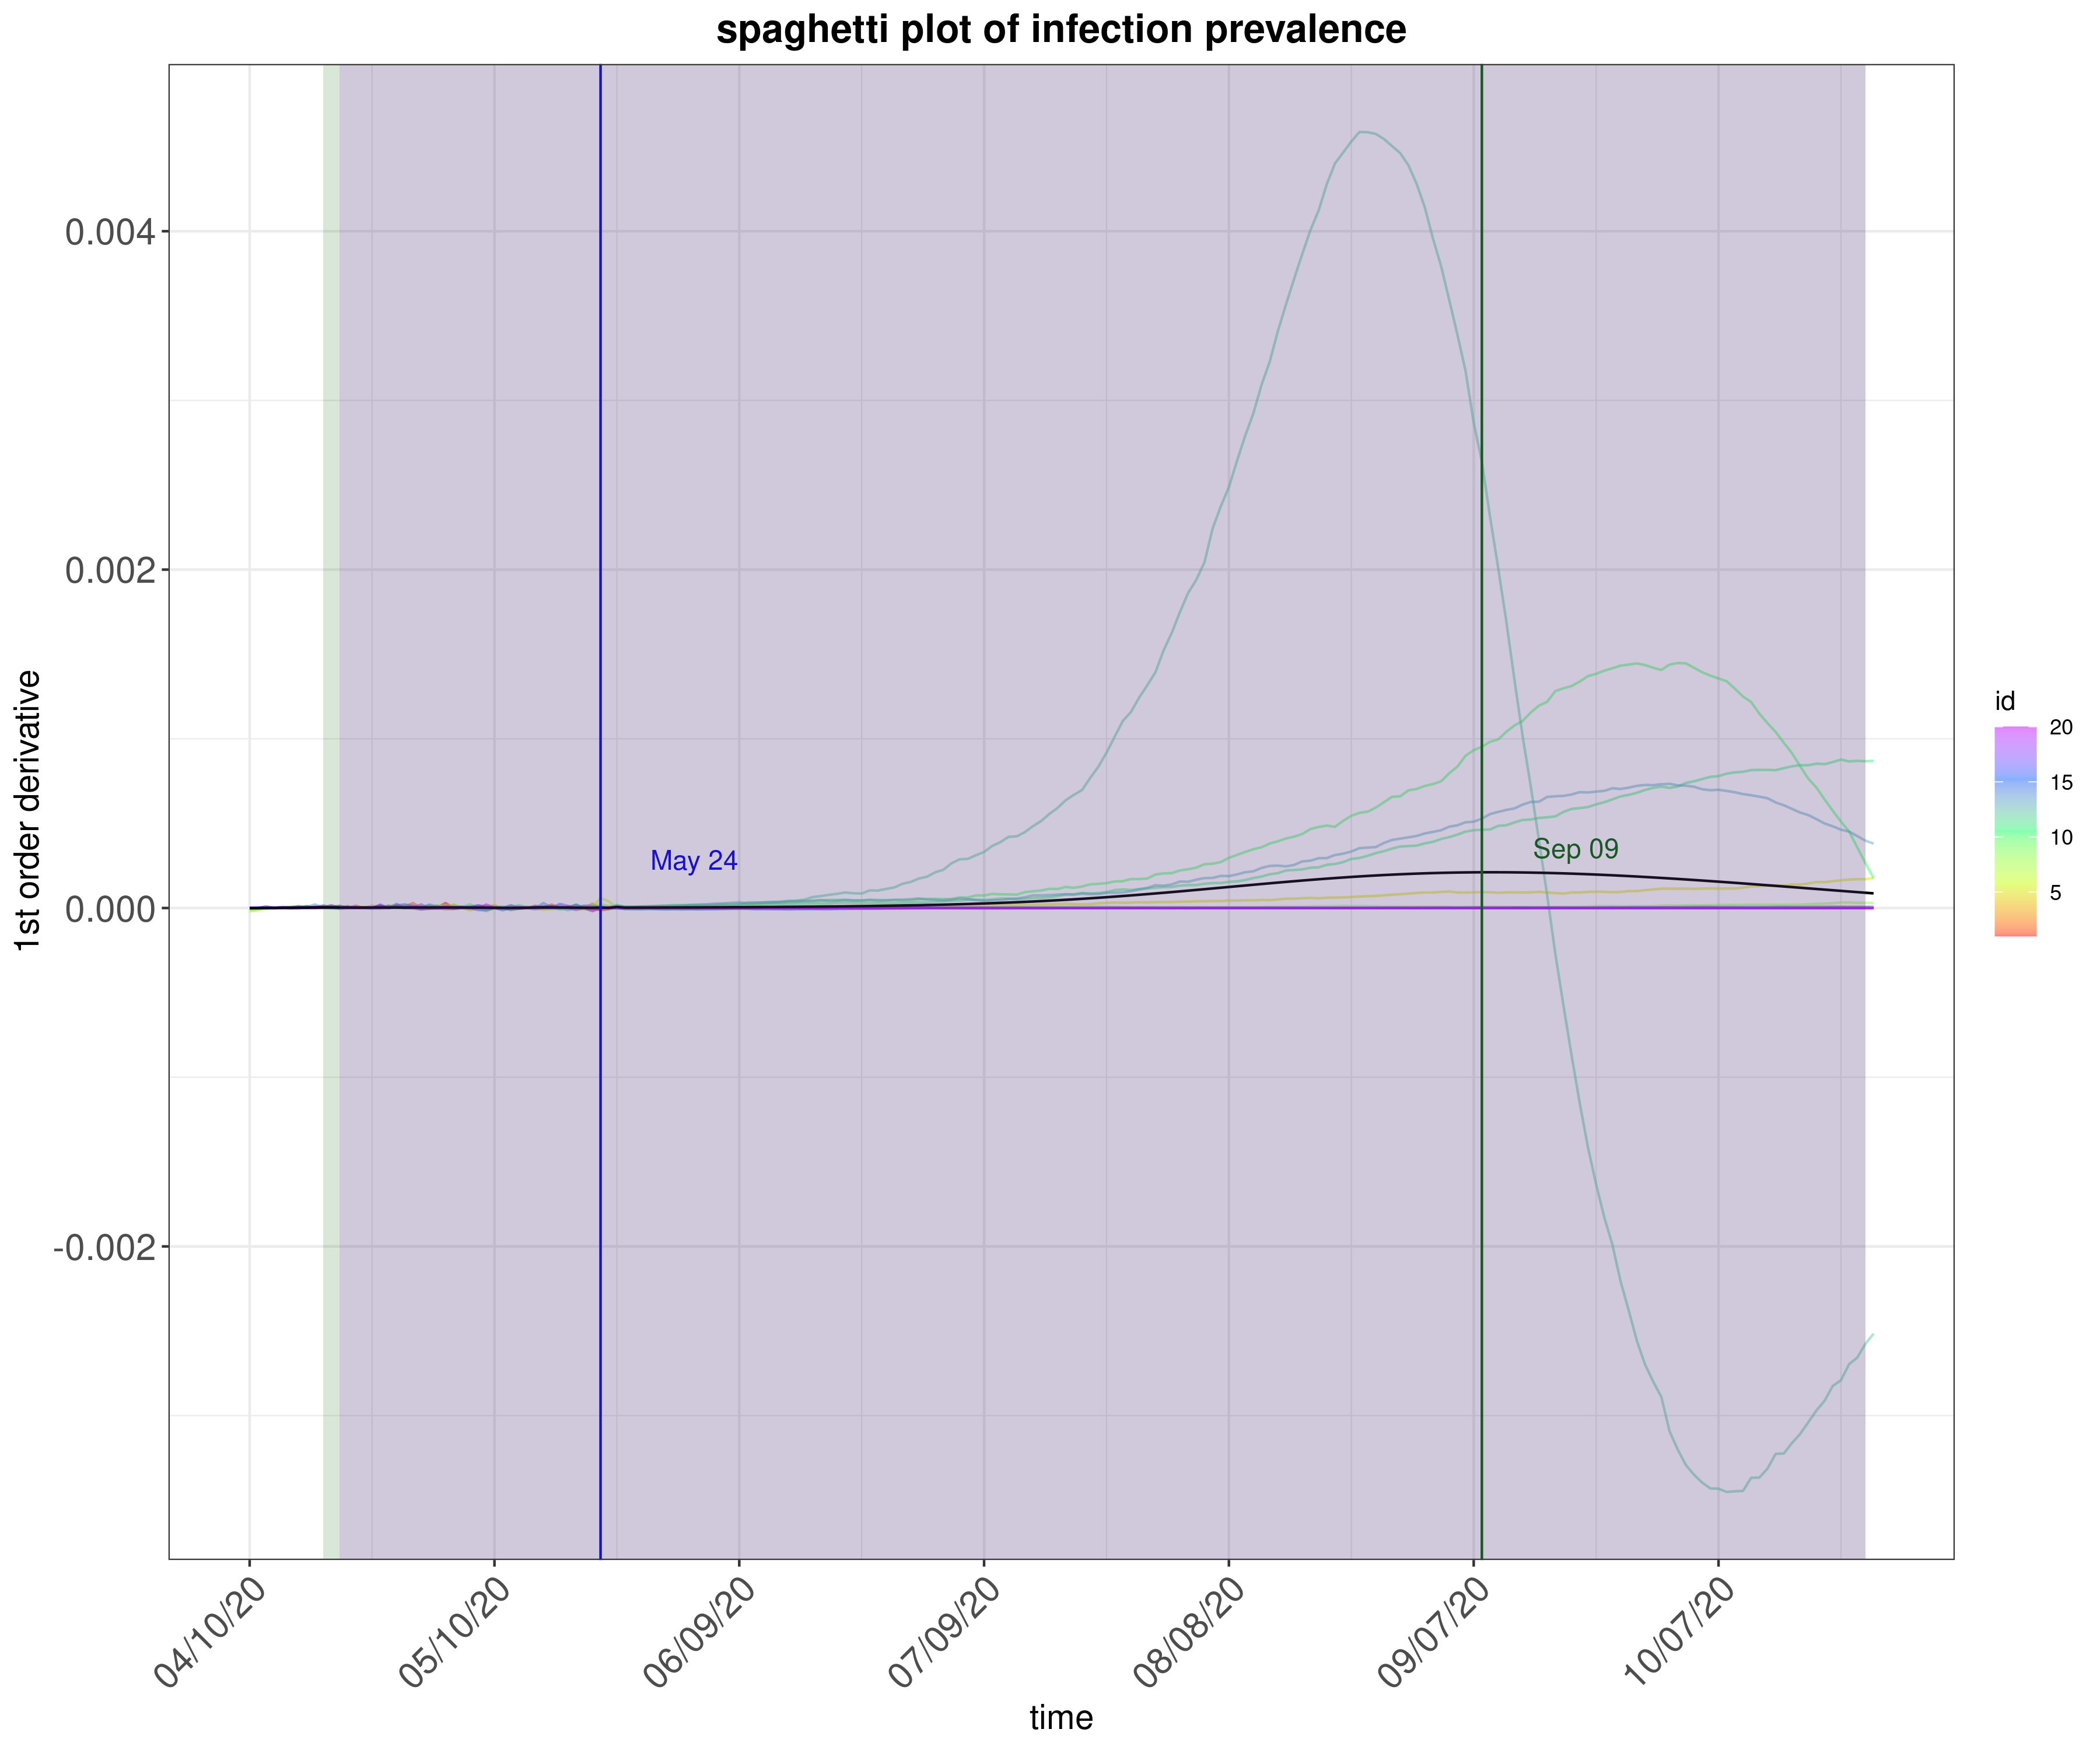 spaghetti plot of infection prevalence
1st order derivative
0.004
0.002
0.000
-0.002
May 24
Sep 09
id
20
15
10
5
04/10/20
05/10/20
06/09/20
07/09/20
08/08/20
09/07/20
10/07/20
time